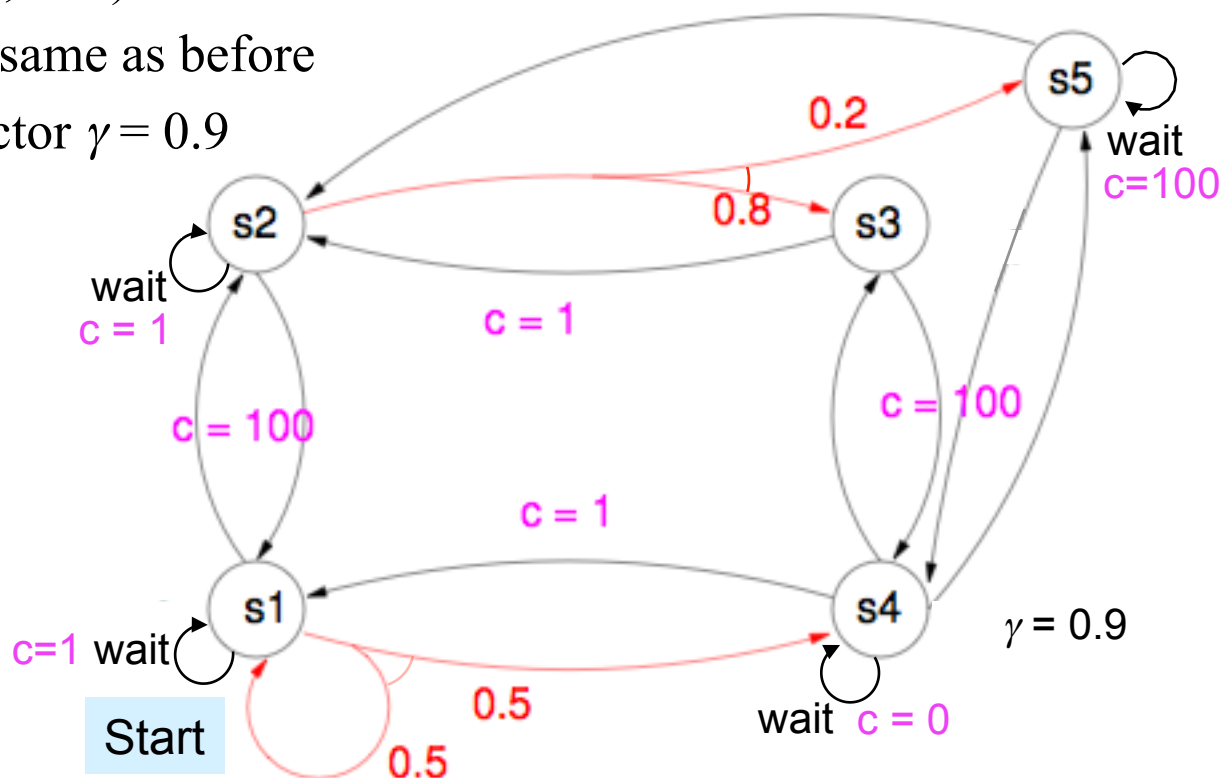 same as before
γ = 0.9
s5
wait
c=100
0.2
0.8
s2
s3
wait
c = 1
c = 1
c = 100
c = 100
c = 1
s1
s4
γ = 0.9
c=1 wait
0.5
wait c = 0
Start
0.5